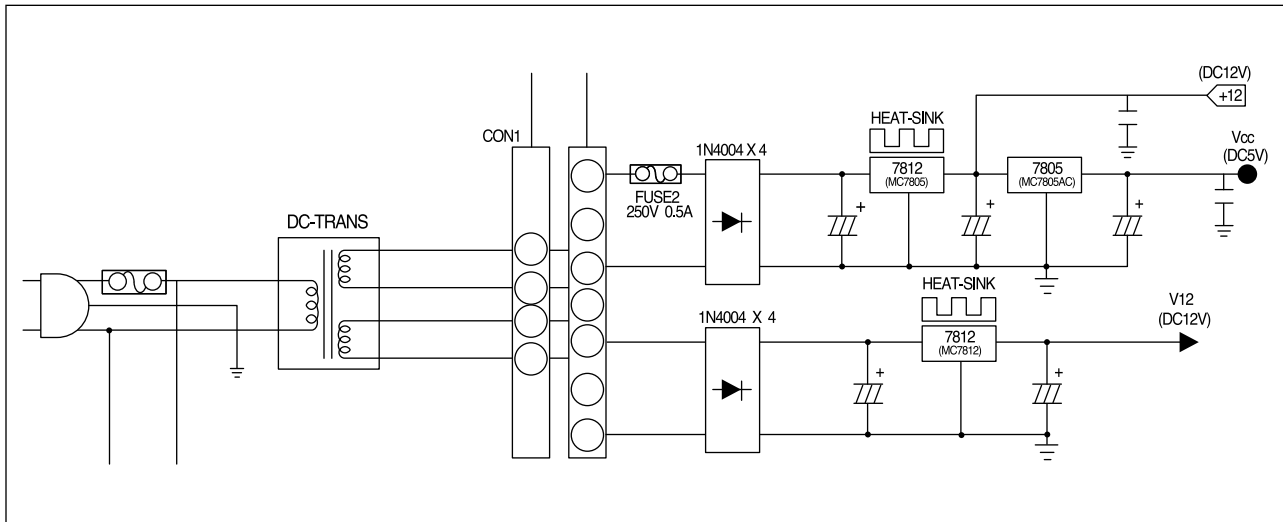 (DC12V)
+12
HEAT-SINK
CON1
1N4004 X 4
7812
(MC7805)
7805
(MC7805AC)
Vcc
(DC5V)
+
+
+
FUSE2
250V 0.5A
DC-TRANS
HEAT-SINK
V12
(DC12V)
1N4004 X 4
7812
(MC7812)
+
+